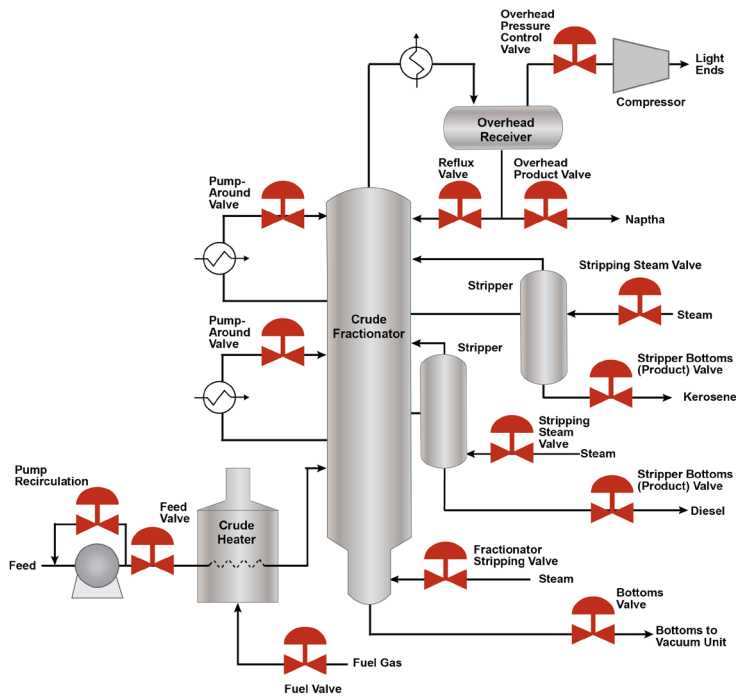 Overhead
Pressure
Control
Valve
Light
Ends
Compressor
Overhead
Receiver
Reflux
Valve
Overhead
Product Valve
Naptha
Pump-
Around
Valve
Stripping Steam Valve
Stripper
Steam
Crude
Fractionator
Pump-
Around
Valve
Stripper
Stripper Bottoms
(Product) Valve
Kerosene
Stripping
Steam
Valve
Steam
Pump
Recirculation
Feed
Valve
Crude
Heater
Stripper Bottoms
(Product) Valve
Diesel
Feed
Fractionator
Stripping Valve
Steam
Bottoms
Valve
Bottoms to
Vacuum Unit
Fuel Gas
Fuel Valve